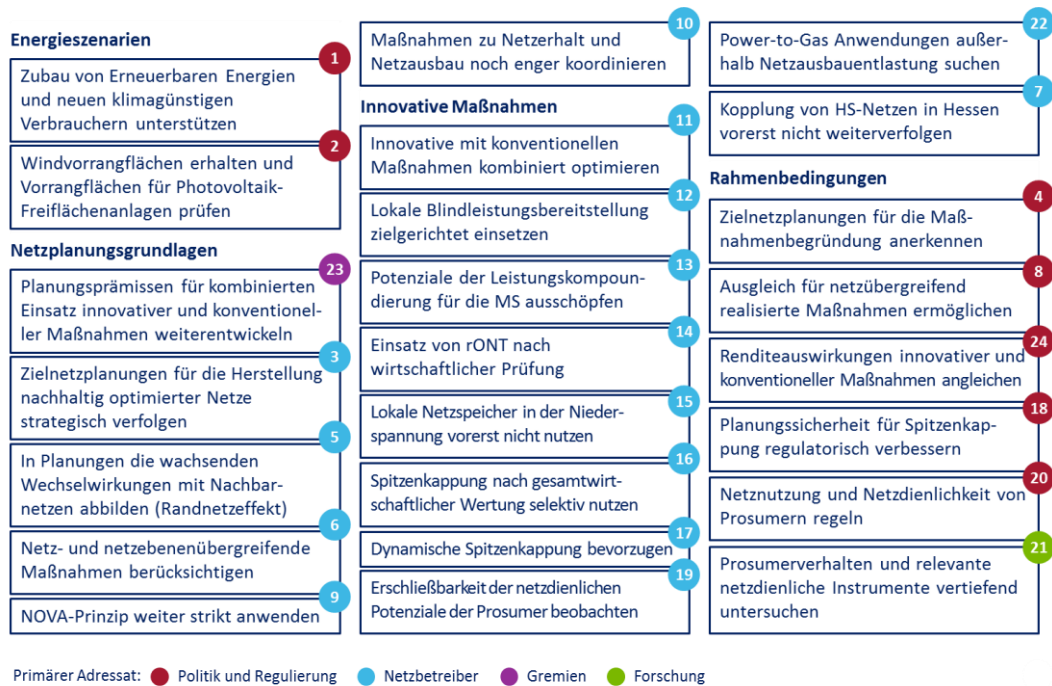 Energieszenarien
1
Zubau von Erneuerbaren Energien
und neuen klimagünstigen
Verbrauchern unterstützen
2
Windvorrangflächen erhalten und
Vorrangflächen für Photovoltaik-
Freiflächenanlagen prüfen
Netzplanungsgrundlagen
23
Planungsprämissen für kombinierten
Einsatz innovativer und konventionel-
ler Maßnahmen weiterentwickeln
3
Zielnetzplanungen für die Herstellung
nachhaltig optimierter Netze
strategisch verfolgen
5
In Planungen die wachsenden
Wechselwirkungen mit Nachbar-
netzen abbilden (Randnetzeffekt)
6
Netz- und netzebenenübergreifende
Maßnahmen berücksichtigen
9
NOVA-Prinzip weiter strikt anwenden
10
Maßnahmen zu Netzerhalt und
Netzausbau noch enger koordinieren
Innovative Maßnahmen
11
Innovative mit konventionellen
Maßnahmen kombiniert optimieren
12
Lokale Blindleistungsbereitstellung
zielgerichtet einsetzen
13
Potenziale der Leistungskompoun-
dierung für die MS ausschöpfen
14
Einsatz von rONT nach
wirtschaftlicher Prüfung
15
Lokale Netzspeicher in der Nieder-
spannung vorerst nicht nutzen
16
Spitzenkappung nach gesamtwirt-
schaftlicher Wertung selektiv nutzen
17
Dynamische Spitzenkappung bevorzugen
19
Erschließbarkeit der netzdienlichen
Potenziale der Prosumer beobachten
22
Power-to-Gas Anwendungen außer-
halb Netzausbauentlastung suchen
7
Kopplung von HS-Netzen in Hessen
vorerst nicht weiterverfolgen
Rahmenbedingungen
4
Zielnetzplanungen für die Maß-
nahmenbegründung anerkennen
8
Ausgleich für netzübergreifend
realisierte Maßnahmen ermöglichen
24
Renditeauswirkungen innovativer und
konventioneller Maßnahmen angleichen
18
Planungssicherheit für Spitzenkap-
pung regulatorisch verbessern
20
Netznutzung und Netzdienlichkeit von
Prosumern regeln
21
Prosumerverhalten und relevante
netzdienliche Instrumente vertiefend
untersuchen
Primärer Adressat: Politik und Regulierung Netzbetreiber Gremien Forschung